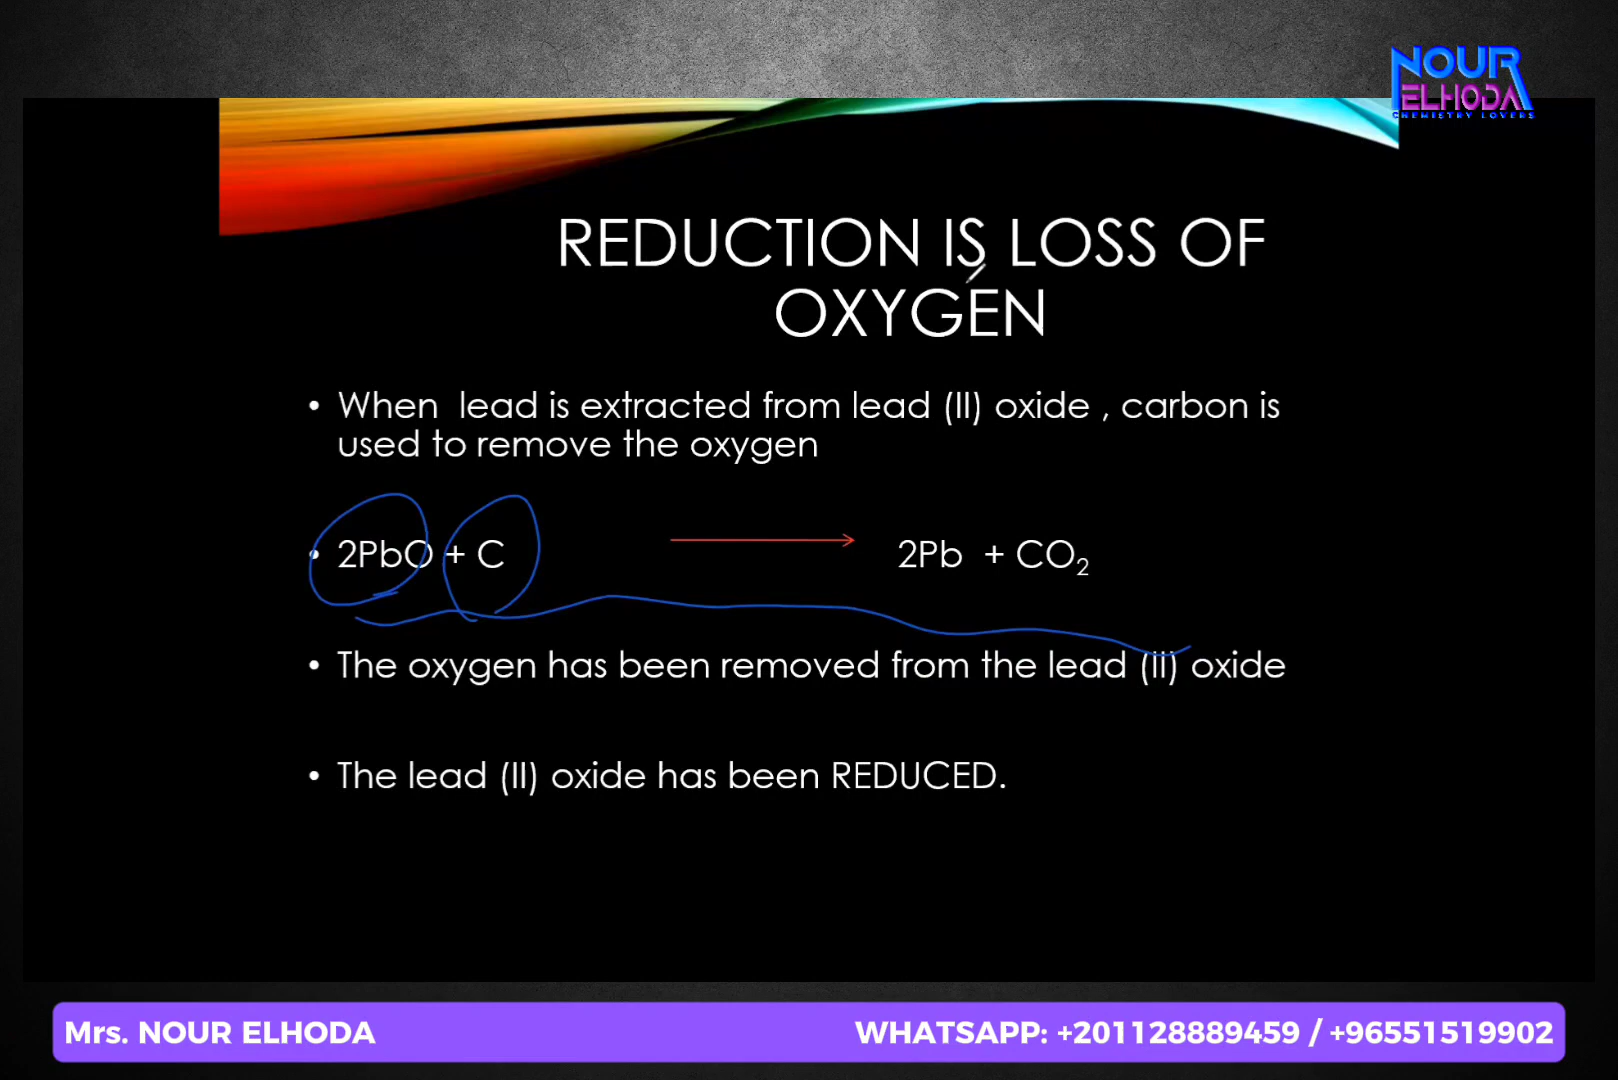 NOUR
ELHODA
CHEMISTRY LOVERS
REDUCTION IS LOSS OF
OXYGEN
• When lead is extracted from lead (II) oxide , carbon is
used to remove the oxygen
• 2PbO + C → 2Pb + CO₂
• The oxygen has been removed from the lead (II) oxide
• The lead (II) oxide has been REDUCED.
Mrs. NOUR ELHODA WHATSAPP: +201128889459 / +96551519902